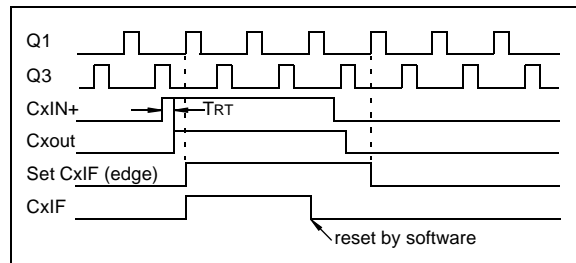 Q1
Q3
CxIN+
TRT
Cxout
Set CxIF (edge)
CxIF
reset by software